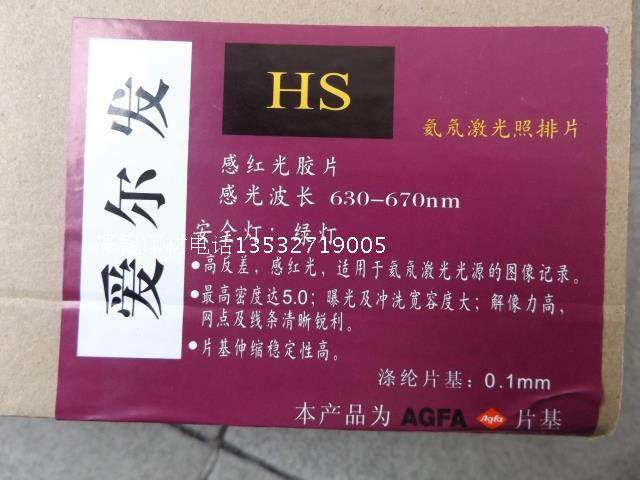 爱尔发
HS
氦氖激光照排片
感红光胶片
感光波长 630-670nm
安全灯：绿灯
彩冠印材电话13532719005
•高反差，感红光，适用于氦氖激光光源的图像记录。
•最高密度达5.0；曝光及冲洗宽容度大；解像力高，
网点及线条清晰锐利。
•片基伸缩稳定性高。
涤纶片基：0.1mm
本产品为 AGFA Agfa 片基